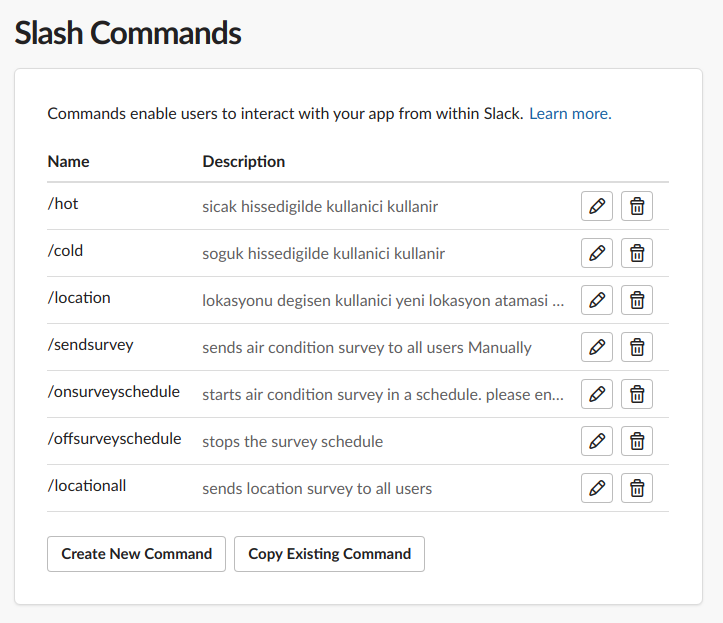 Slash Commands
Commands enable users to interact with your app from within Slack. Learn more.
Name Description
/hot sicak hissedigilde kullanici kullanir
/cold soguk hissedigilde kullanici kullanir
/location lokasyonu degisen kullanici yeni lokasyon atamasi ...
/sendsurvey sends air condition survey to all users Manually
/onsurveyschedule starts air condition survey in a schedule. please en...
/offsurveyschedule stops the survey schedule
/locationall sends location survey to all users
Create New Command Copy Existing Command